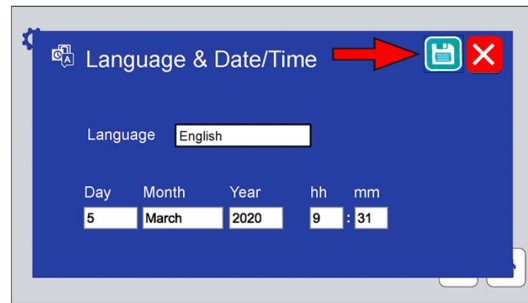 Language & Date/Time
Language English
Day Month Year hh mm
5 March 2020 9 : 31